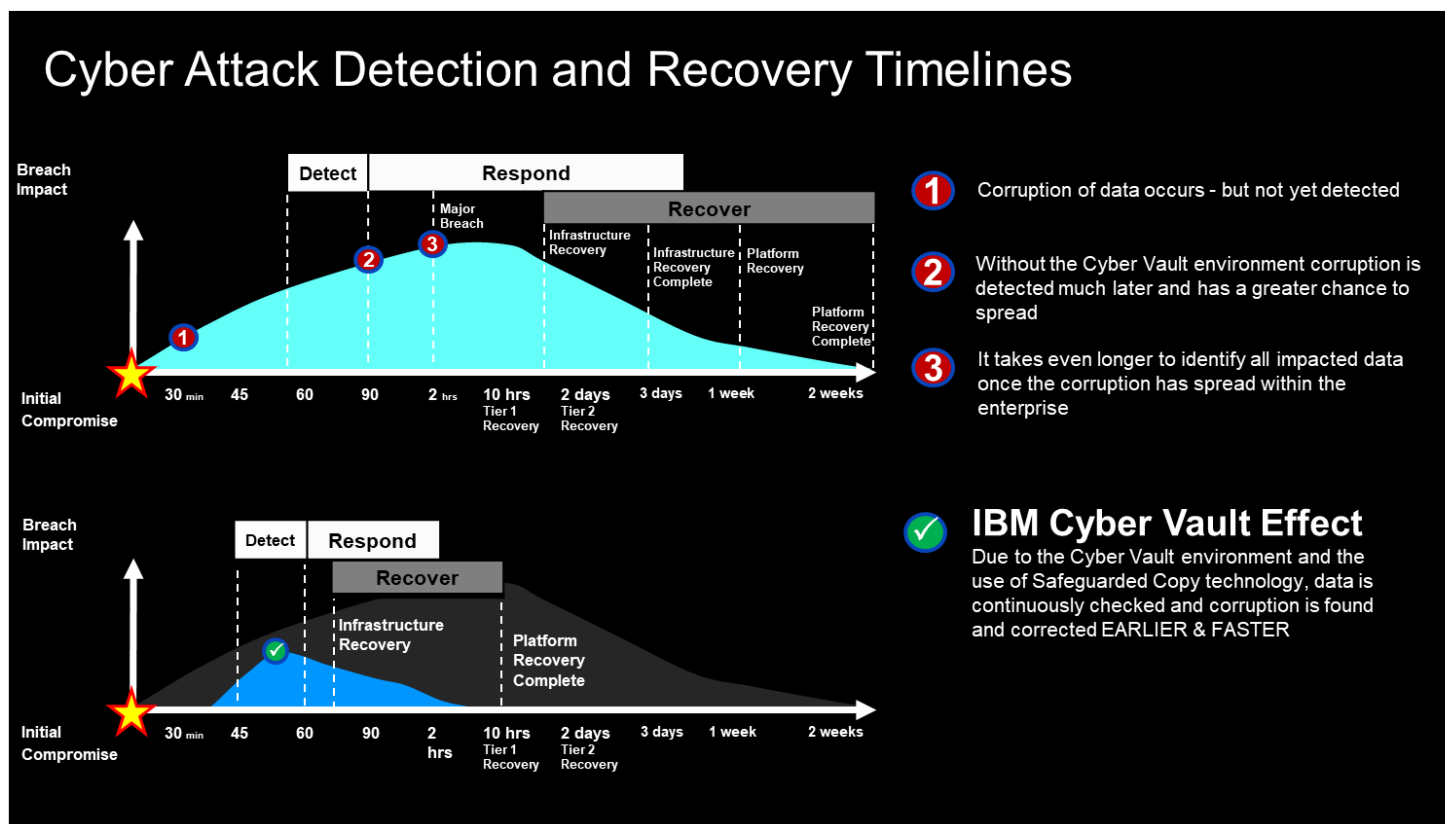 Cyber Attack Detection and Recovery Timelines
Breach
Impact
Detect
Respond
Recover
Major
Breach
Infrastructure
Recovery
Infrastructure
Recovery
Complete
Platform
Recovery
Platform
Recovery
Complete
1
2
3
Initial
Compromise
30 min
45
60
90
2 hrs
10 hrs
Tier 1
Recovery
2 days
Tier 2
Recovery
3 days
1 week
2 weeks
1
Corruption of data occurs - but not yet detected
2
Without the Cyber Vault environment corruption is
detected much later and has a greater chance to
spread
3
It takes even longer to identify all impacted data
once the corruption has spread within the
enterprise
Breach
Impact
Detect
Respond
Recover
Infrastructure
Recovery
Platform
Recovery
Complete
Initial
Compromise
30 min
45
60
90
2
hrs
10 hrs
Tier 1
Recovery
2 days
Tier 2
Recovery
3 days
1 week
2 weeks
IBM Cyber Vault Effect
Due to the Cyber Vault environment and the
use of Safeguarded Copy technology, data is
continuously checked and corruption is found
and corrected EARLIER & FASTER